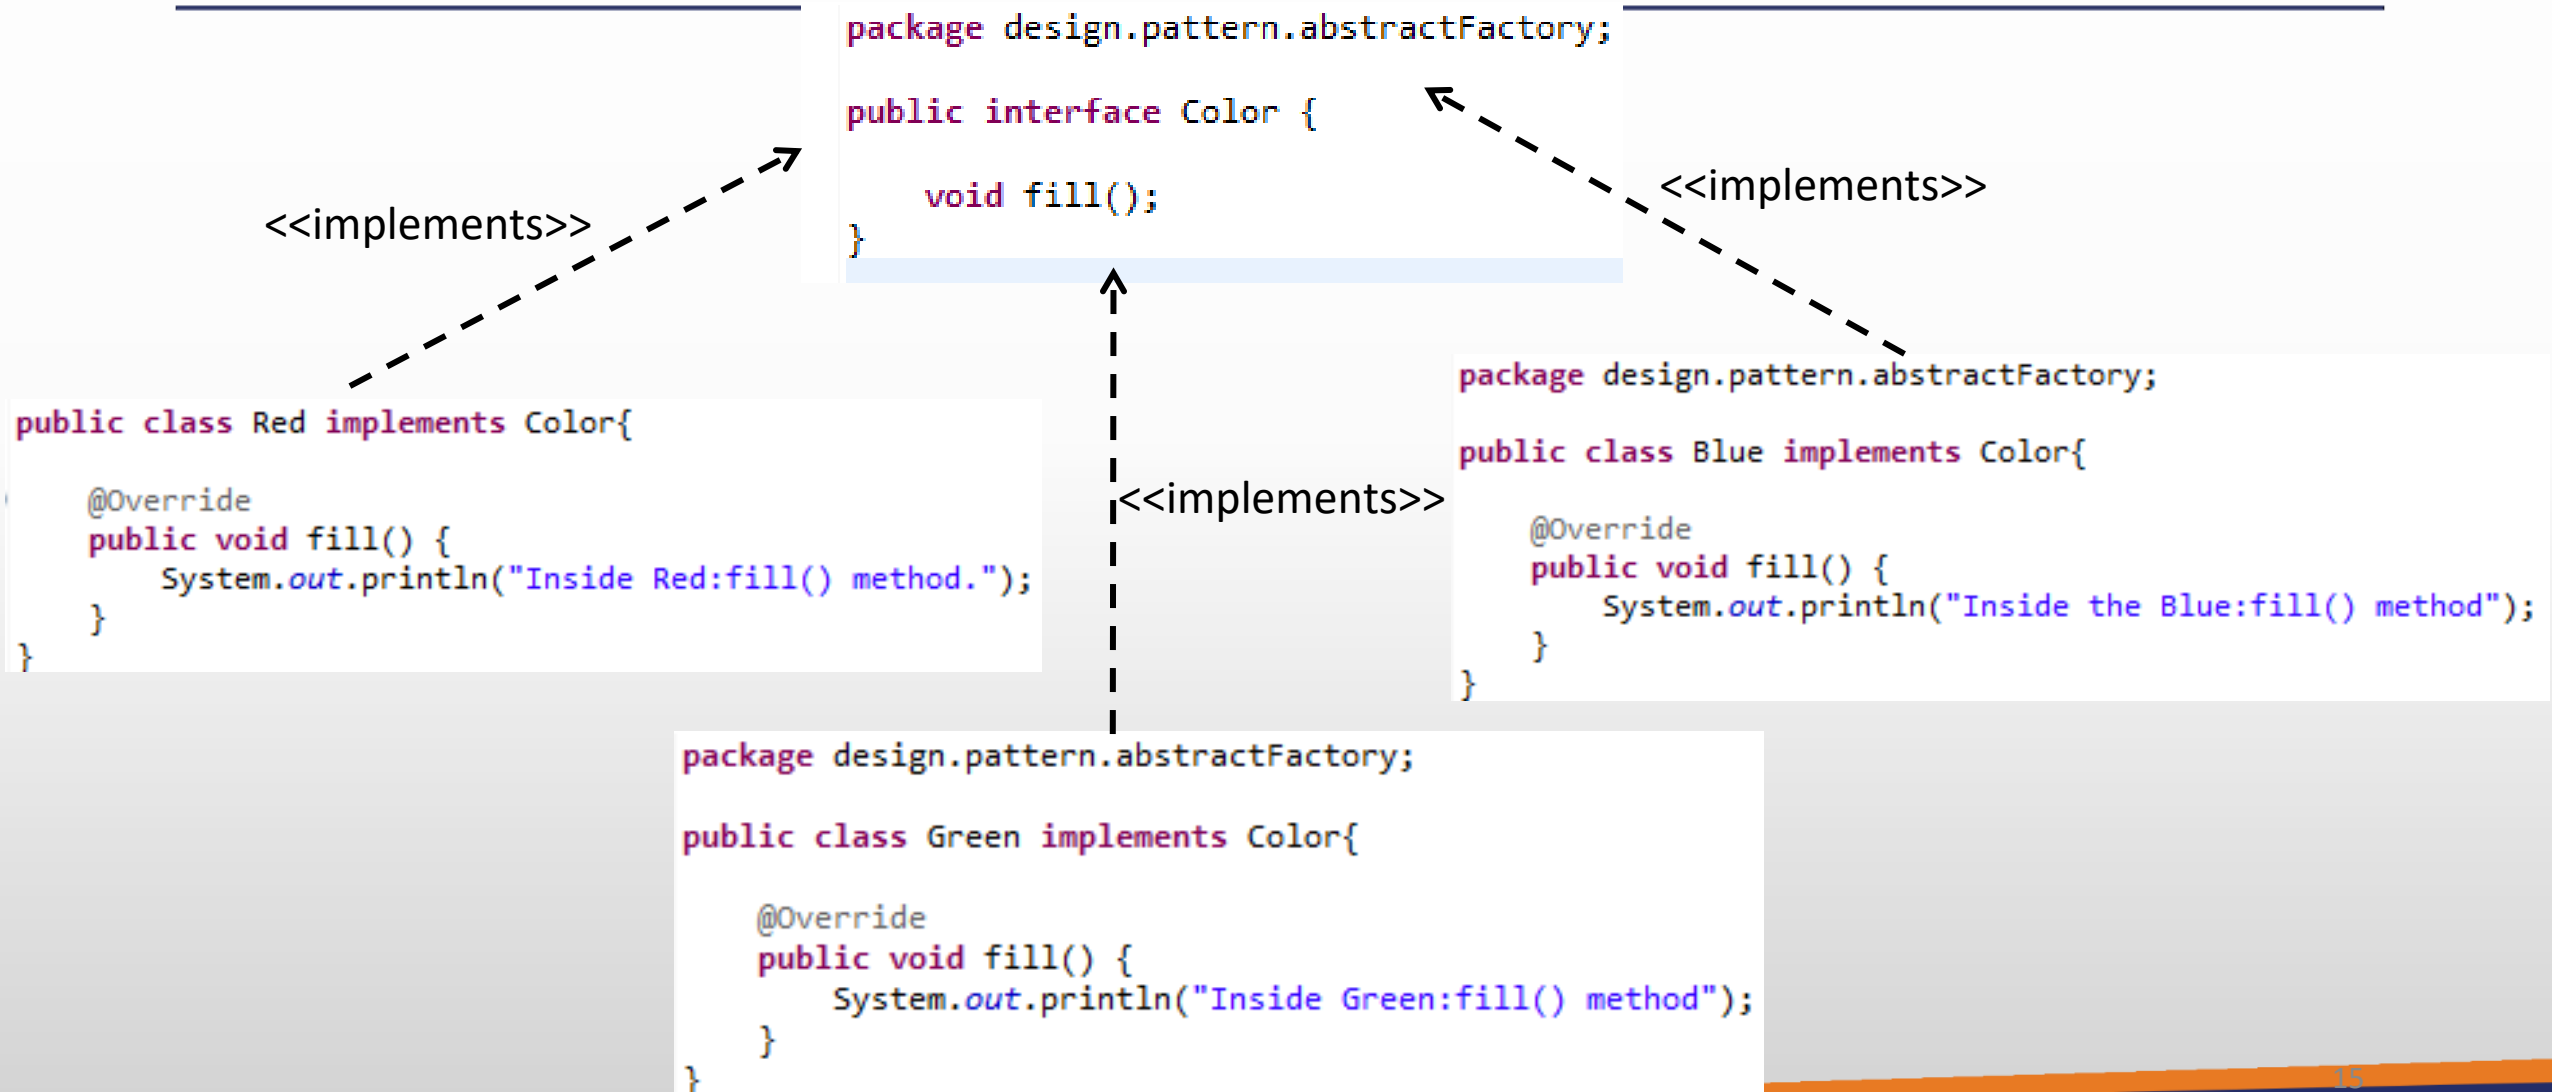 package design.pattern.abstractFactory;
public interface Color {
void fill();
}
<<implements>>
<<implements>>
<<implements>>
public class Red implements Color{
@Override
public void fill() {
System.out.println("Inside Red:fill() method.");
}
}
package design.pattern.abstractFactory;
public class Blue implements Color{
@Override
public void fill() {
System.out.println("Inside the Blue:fill() method");
}
}
package design.pattern.abstractFactory;
public class Green implements Color{
@Override
public void fill() {
System.out.println("Inside Green:fill() method");
}
}
15